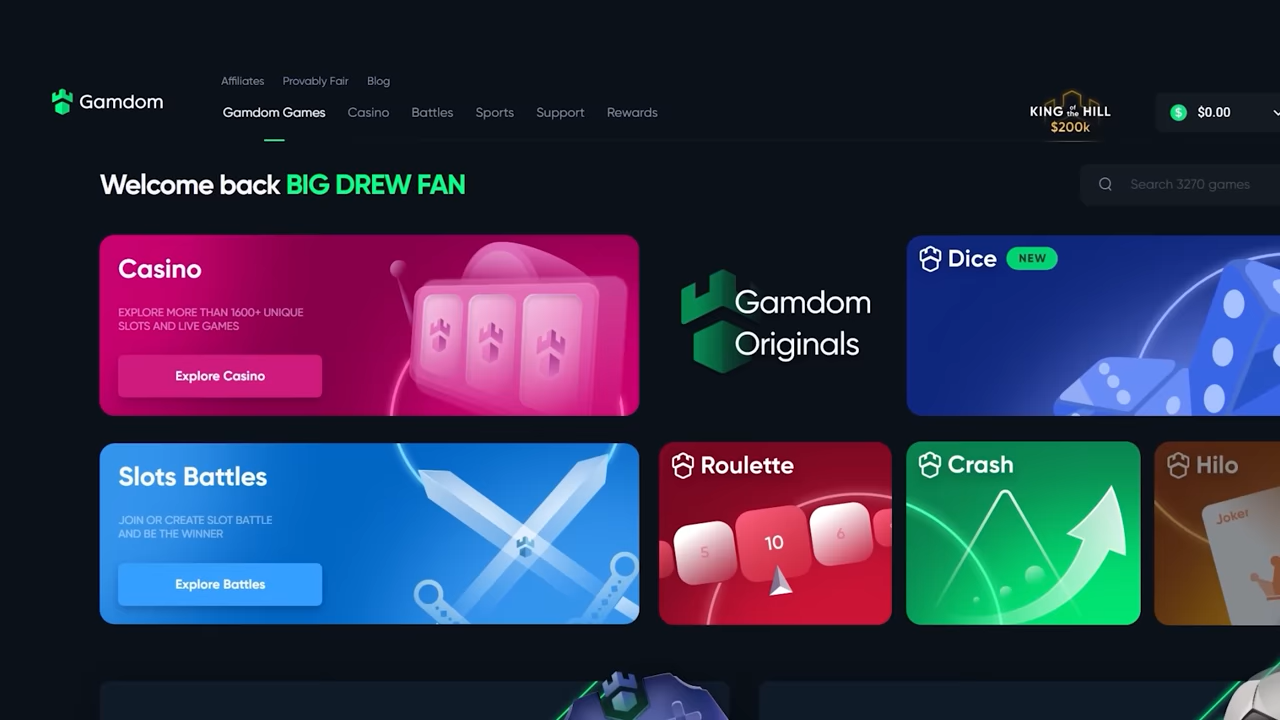 Affiliates Provably Fair Blog
Gamdom
Gamdom Games Casino Battles Sports Support Rewards
KING of the HILL
$200k
$ $0.00
Welcome back BIG DREW FAN
Search 3270 games
Casino
EXPLORE MORE THAN 1600+ UNIQUE
SLOTS AND LIVE GAMES
Explore Casino
Gamdom
Originals
Dice NEW
Slots Battles
JOIN OR CREATE SLOT BATTLE
AND BE THE WINNER
Explore Battles
Roulette
5 10 6
Crash
Hilo
Joker